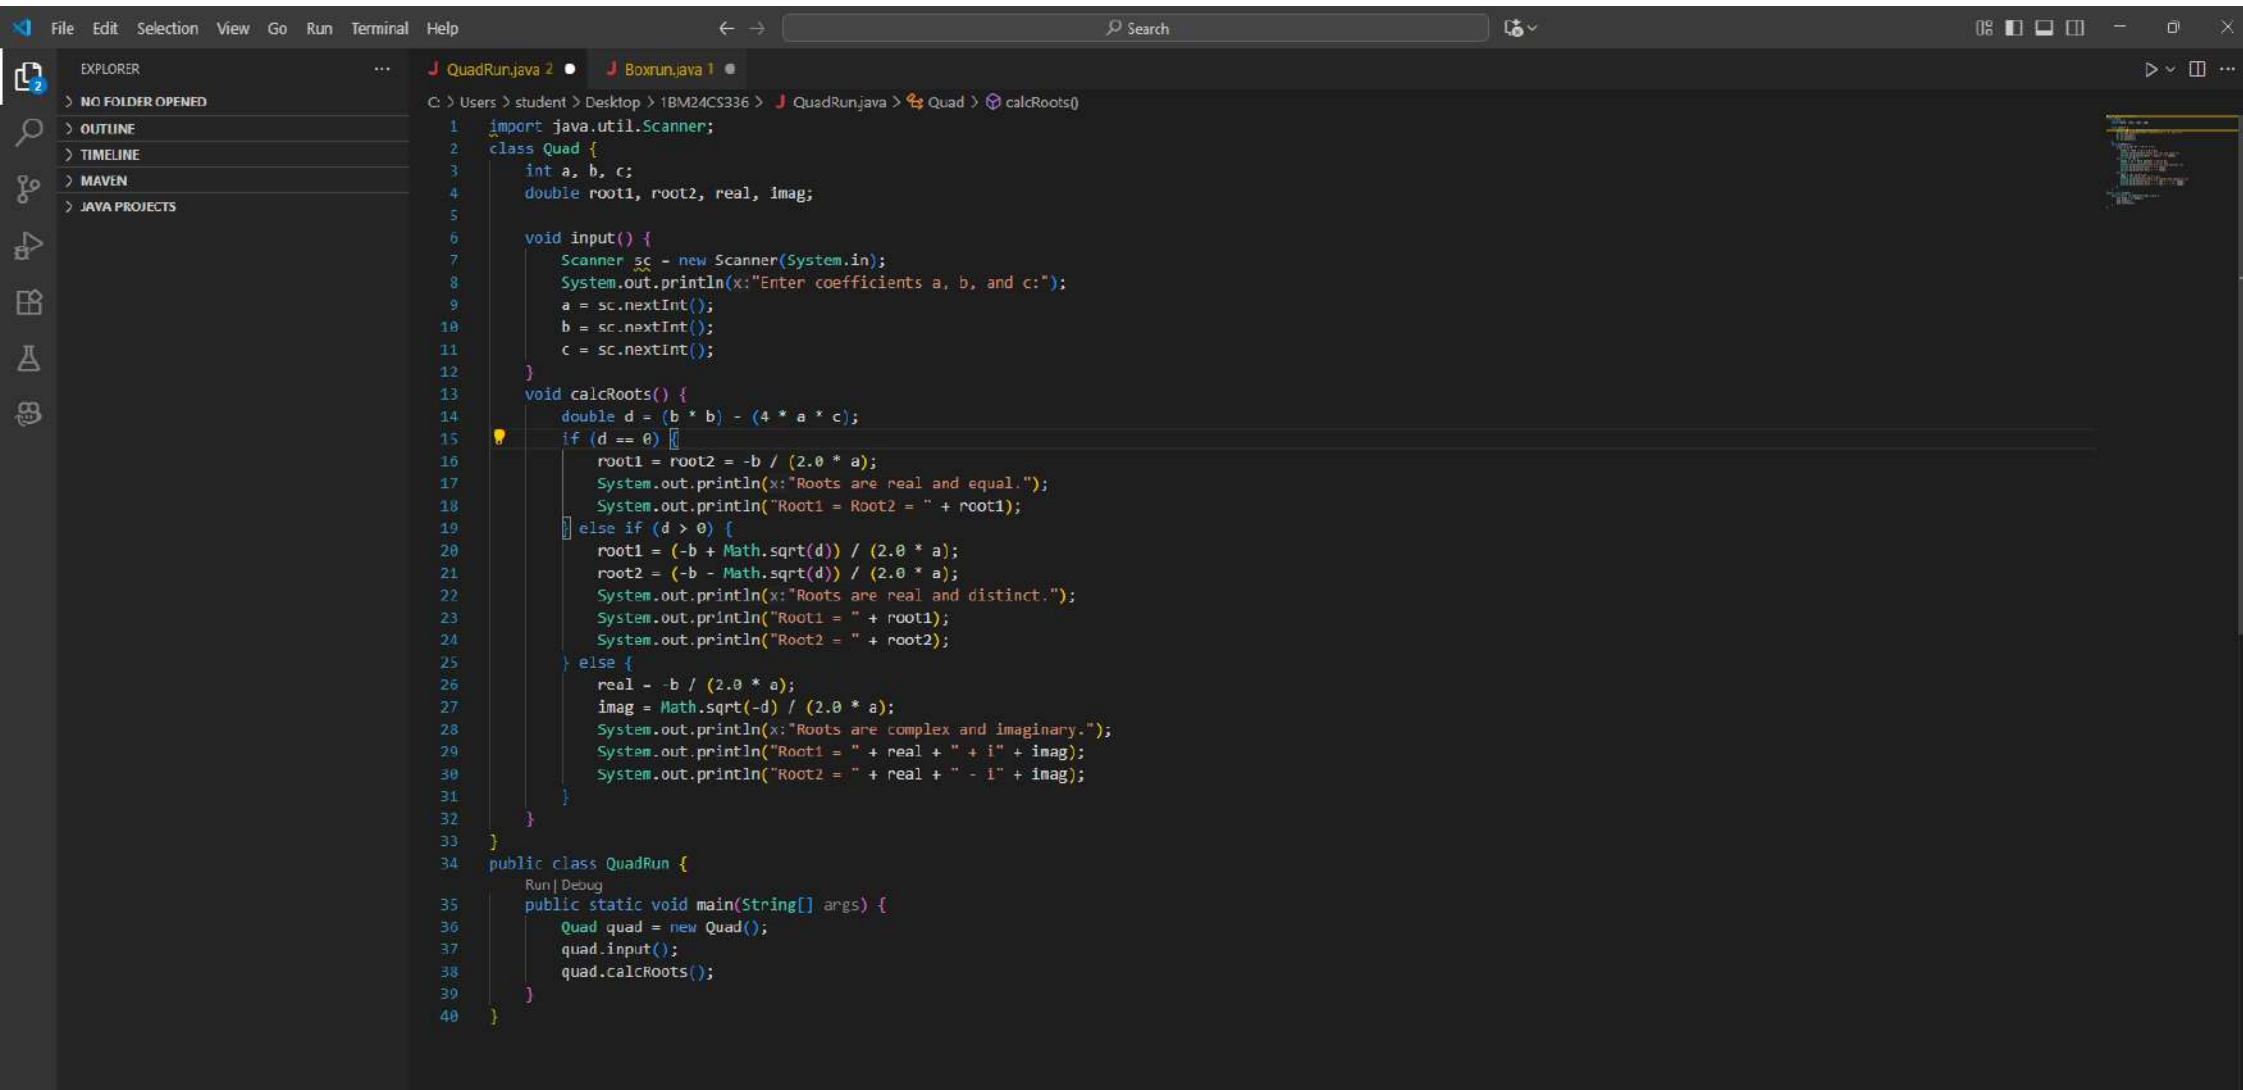 File Edit Selection View Go Run Terminal Help
Search
EXPLORER
NO FOLDER OPENED
OUTLINE
TIMELINE
MAVEN
JAVA PROJECTS
2
J QuadRun.java 2 ● J Boxrun.java 1 ●
C: > Users > student > Desktop > 1BM24CS336 > J QuadRun.java > Quad > calcRoots()
1 import java.util.Scanner;
2 class Quad {
3     int a, b, c;
4     double root1, root2, real, imag;
5
6     void input() {
7         Scanner sc = new Scanner(System.in);
8         System.out.println(x:"Enter coefficients a, b, and c:");
9         a = sc.nextInt();
10         b = sc.nextInt();
11         c = sc.nextInt();
12     }
13     void calcRoots() {
14         double d = (b * b) - (4 * a * c);
15         if (d == 0) {
16             root1 = root2 = -b / (2.0 * a);
17             System.out.println(x:"Roots are real and equal.");
18             System.out.println("Root1 = Root2 = " + root1);
19         } else if (d > 0) {
20             root1 = (-b + Math.sqrt(d)) / (2.0 * a);
21             root2 = (-b - Math.sqrt(d)) / (2.0 * a);
22             System.out.println(x:"Roots are real and distinct.");
23             System.out.println("Root1 = " + root1);
24             System.out.println("Root2 = " + root2);
25         } else {
26             real = -b / (2.0 * a);
27             imag = Math.sqrt(-d) / (2.0 * a);
28             System.out.println(x:"Roots are complex and imaginary.");
29             System.out.println("Root1 = " + real + " + i" + imag);
30             System.out.println("Root2 = " + real + " - i" + imag);
31         }
32     }
33 }
34 public class QuadRun {
Run | Debug
35     public static void main(String[] args) {
36         Quad quad = new Quad();
37         quad.input();
38         quad.calcRoots();
39     }
40 }